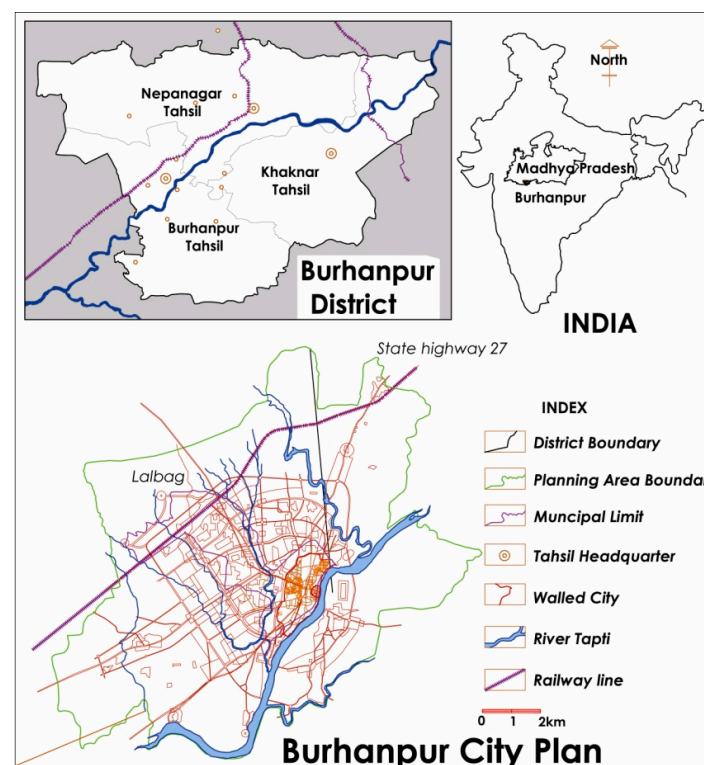 Nepanagar
Tahsil
Khaknar
Tahsil
Burhanpur
Tahsil
Burhanpur
District
North
Madhya Pradesh
Burhanpur
INDIA
State highway 27
Lalbag
INDEX
District Boundary
Planning Area Boundar
Muncipal Limit
Tahsil Headquarter
Walled City
River Tapti
Railway line
0 1 2km
Burhanpur City Plan